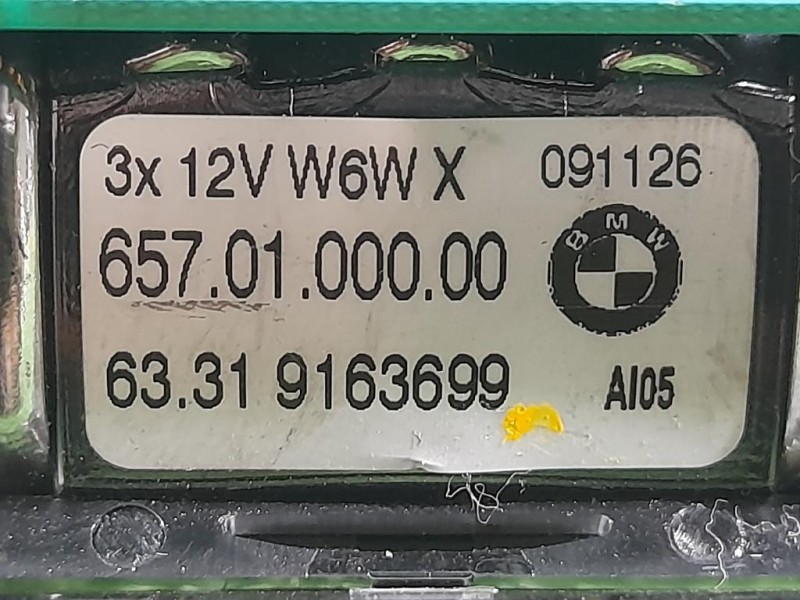 3x 12V W6W X 091126
657.01.000.00
BMW
63.31 9163699 AI05